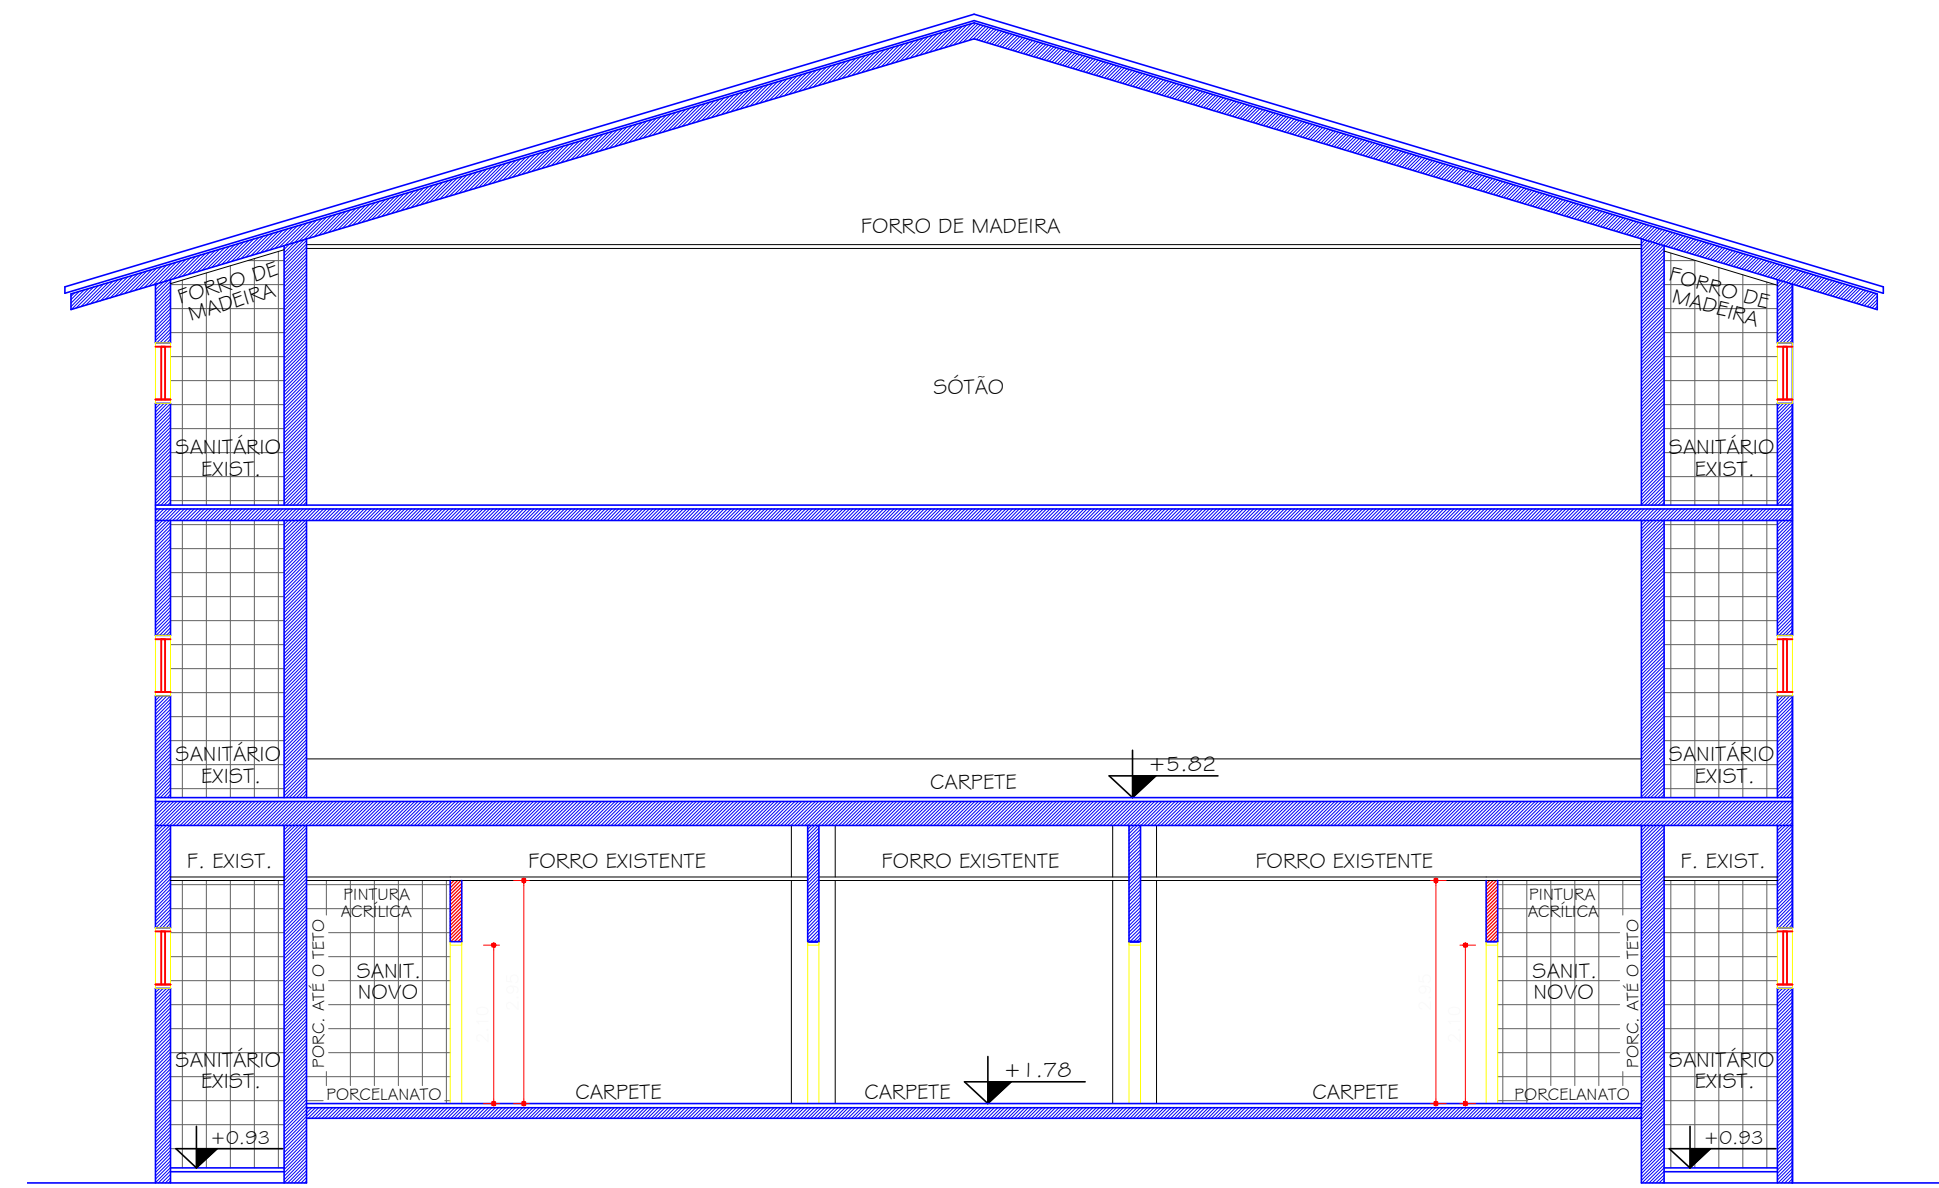 FORRO DE MADEIRA
FORRO DE
MADEIRA
FORRO DE
MADEIRA
SÓTÃO
SANITÁRIO
EXIST.
SANITÁRIO
EXIST.
SANITÁRIO
EXIST.
CARPETE
+5.82
SANITÁRIO
EXIST.
F. EXIST.
FORRO EXISTENTE
FORRO EXISTENTE
FORRO EXISTENTE
F. EXIST.
PINTURA
ACRÍLICA
PINTURA
ACRÍLICA
PORC. ATÉ O TETO
SANIT.
NOVO
SANIT.
NOVO
PORC. ATÉ O TETO
SANITÁRIO
EXIST.
PORCELANATO
CARPETE
CARPETE
+1.78
CARPETE
PORCELANATO
SANITÁRIO
EXIST.
+0.93
+0.93